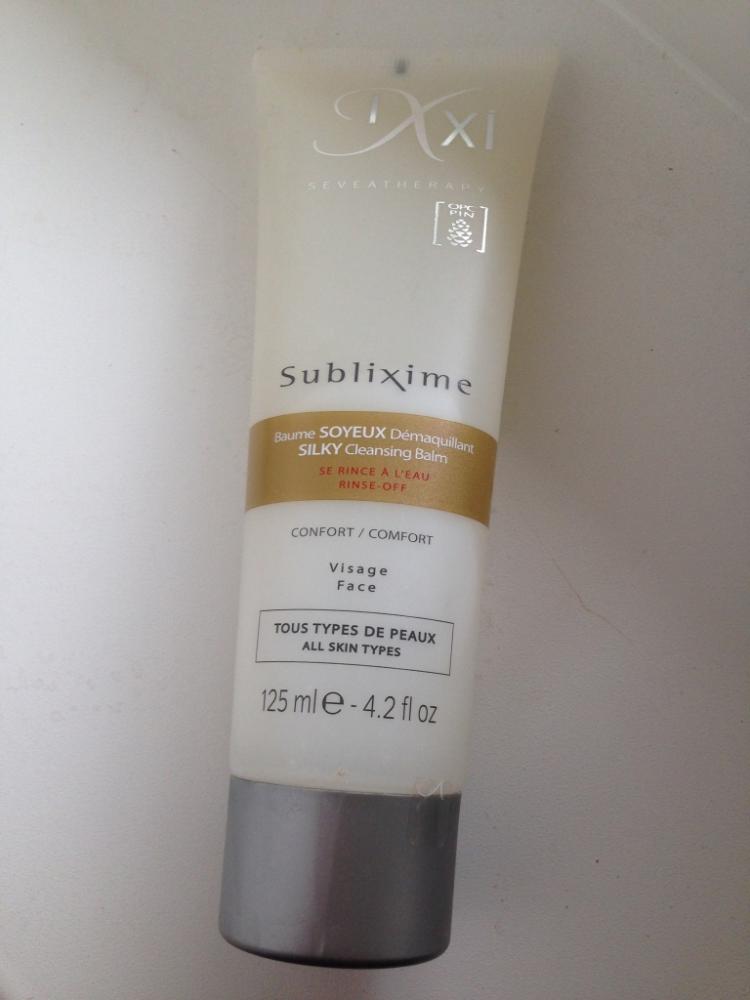 ixxi
SEVEATHERAPY
OPC
PIN
Sublixime
Baume SOYEUX Démaquillant
SILKY Cleansing Balm
SE RINCE À L'EAU
RINSE-OFF
CONFORT / COMFORT
Visage
Face
TOUS TYPES DE PEAUX
ALL SKIN TYPES
125 ml e - 4.2 fl oz